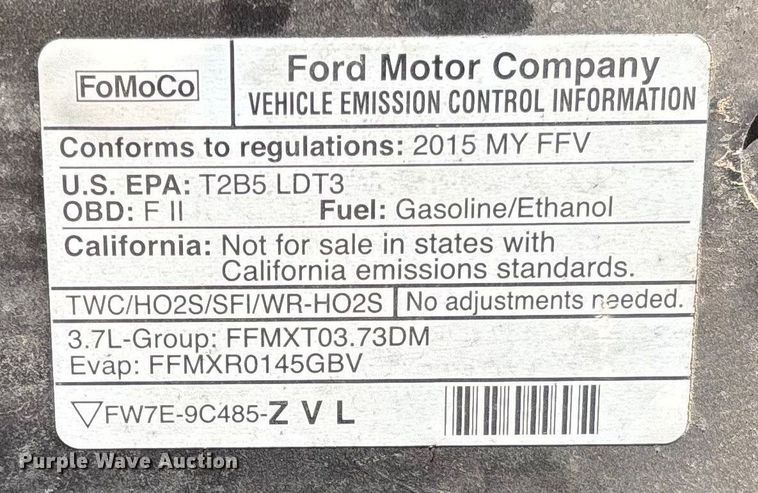 FoMoCo
Ford Motor Company
VEHICLE EMISSION CONTROL INFORMATION
Conforms to regulations: 2015 MY FFV
U.S. EPA: T2B5 LDT3
OBD: F II Fuel: Gasoline/Ethanol
California: Not for sale in states with
California emissions standards.
TWC/HO2S/SFI/WR-HO2S No adjustments needed.
3.7L-Group: FFMXT03.73DM
Evap: FFMXR0145GBV
FW7E-9C485-Z V L
Purple Wave Auction